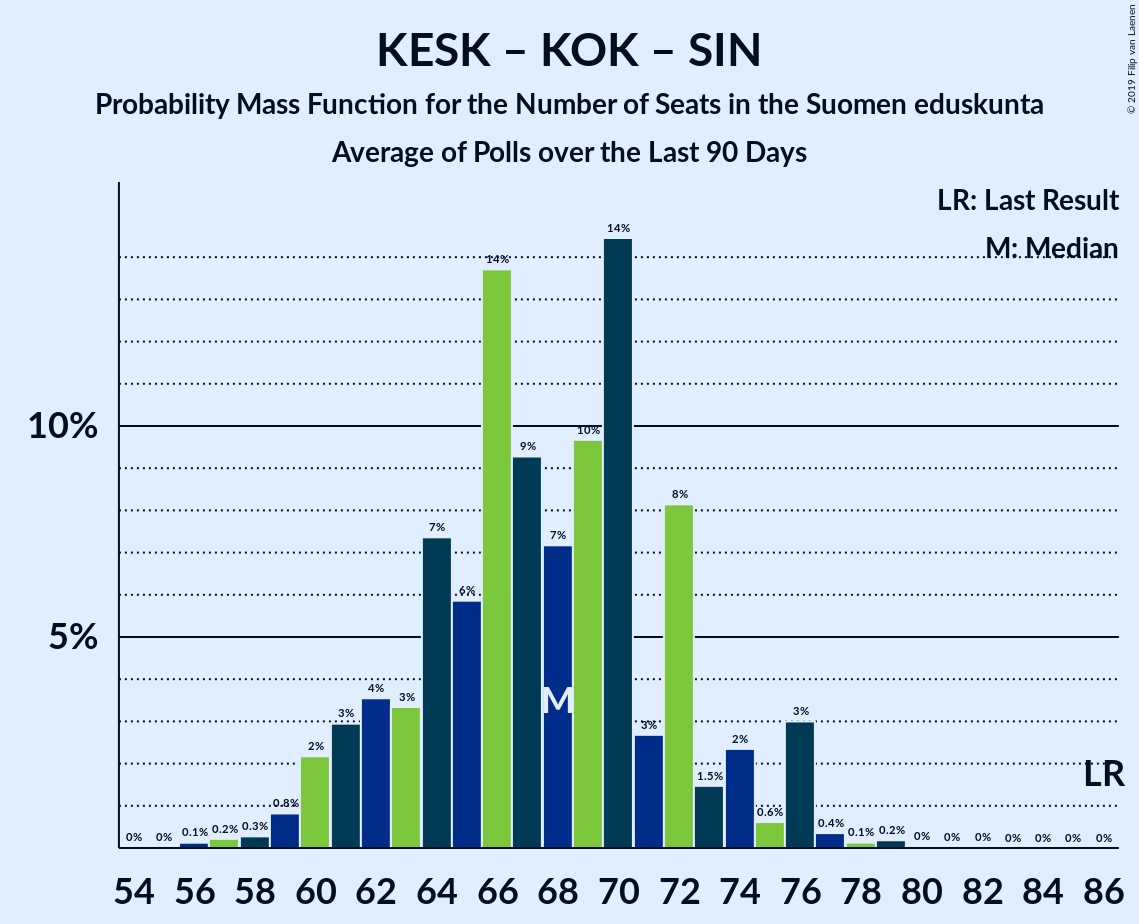 KESK – KOK – SIN
Probability Mass Function for the Number of Seats in the Suomen eduskunta
Average of Polls over the Last 90 Days
© 2019 Filip van Laenen
LR: Last Result
M: Median
10%
5%
0% 0% 0.1% 0.2% 0.3% 0.8% 2% 3% 4% 3% 7% 6% 14% 9% 7% 10% 14% 3% 8% 1.5% 2% 0.6% 3% 0.4% 0.1% 0.2% 0% 0% 0% 0% 0% 0% 0%
M
LR
54 56 58 60 62 64 66 68 70 72 74 76 78 80 82 84 86